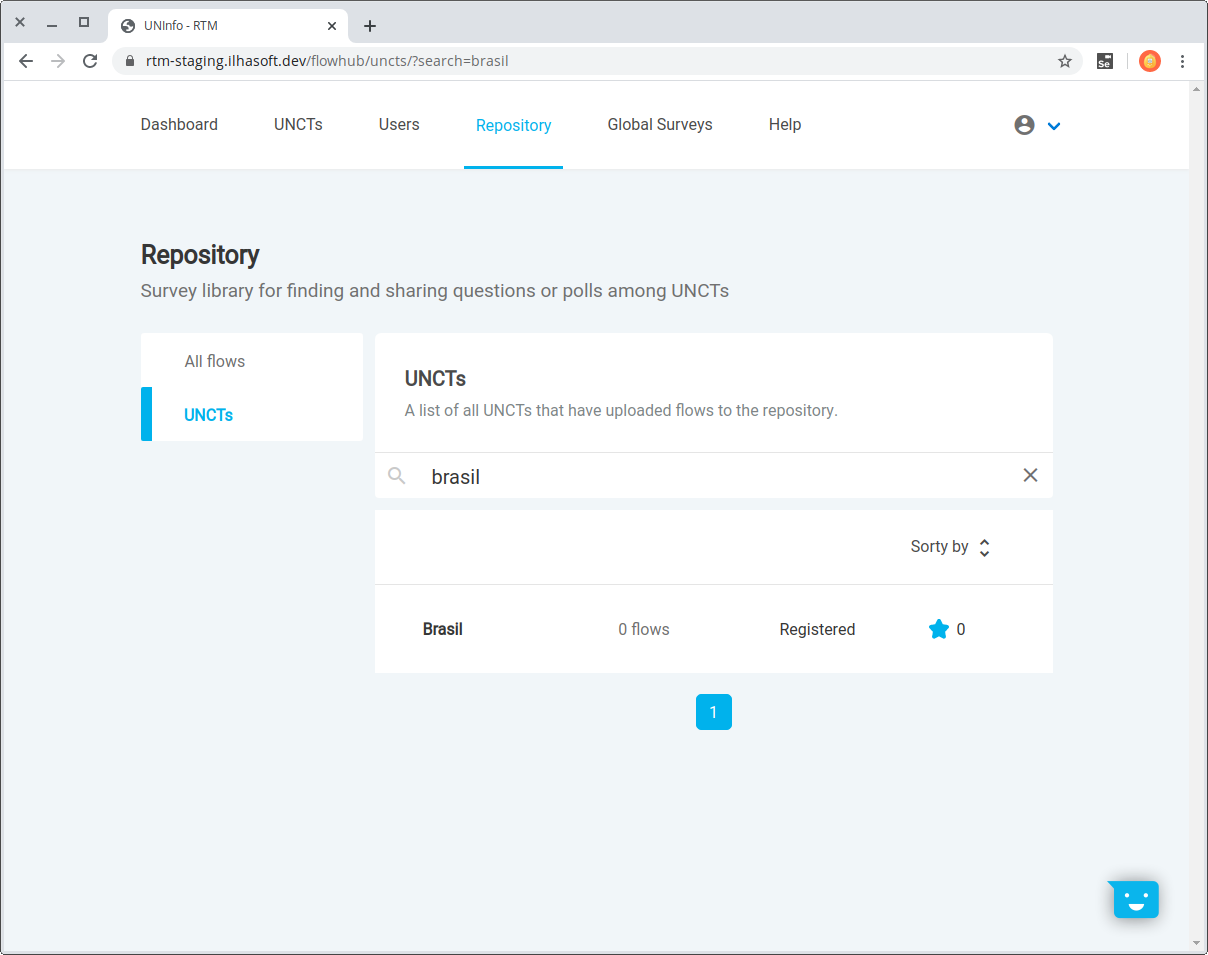 UNInfo - RTM
rtm-staging.ilhasoft.dev/flowhub/uncts/?search=brasil
Se
Dashboard UNCTs Users Repository Global Surveys Help
Repository
Survey library for finding and sharing questions or polls among UNCTs
All flows
UNCTs
UNCTs
A list of all UNCTs that have uploaded flows to the repository.
brasil
Sorty by
Brasil 0 flows Registered 0
1